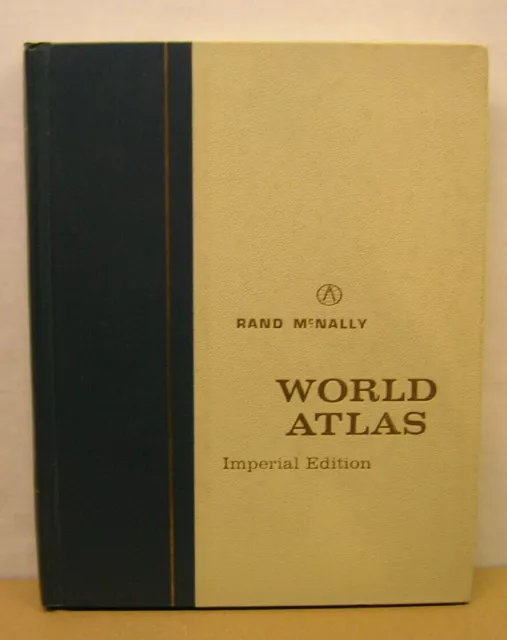 RAND McNALLY
WORLD
ATLAS
Imperial Edition